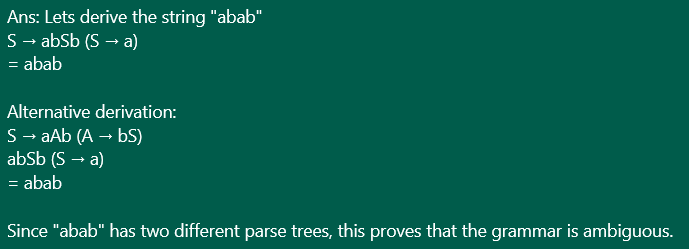 Ans: Lets derive the string "abab"
S → abSb (S → a)
= abab
Alternative derivation:
S → aAb (A → bS)
abSb (S → a)
= abab
Since "abab" has two different parse trees, this proves that the grammar is ambiguous.